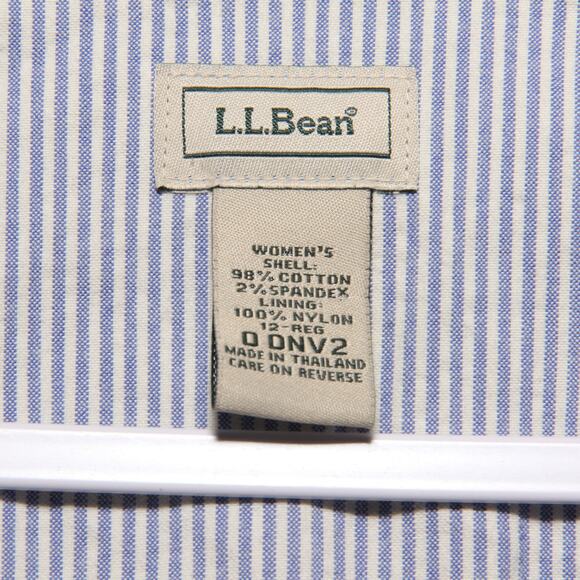 L.L.Bean®
WOMEN'S
SHELL:
98% COTTON
2% SPANDEX
LINING:
100% NYLON
12-REG
0 DNV2
MADE IN THAILAND
CARE ON REVERSE